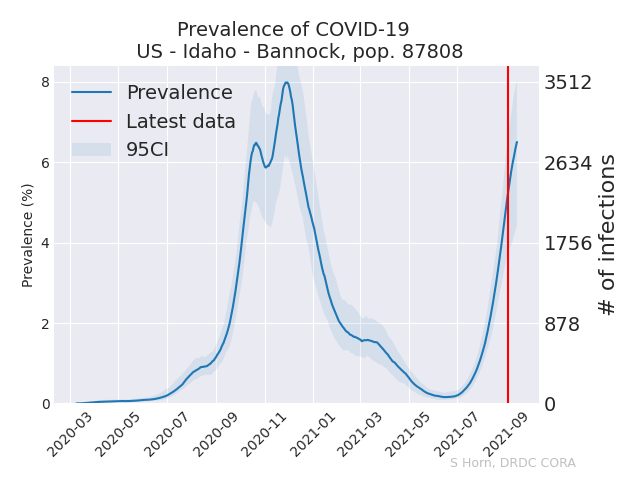 Prevalence of COVID-19
US - Idaho - Bannock, pop. 87808
Prevalence
Latest data
95CI
Prevalence (%)
8
6
4
2
0
3512
2634
1756
878
0
# of infections
2020-03
2020-05
2020-07
2020-09
2020-11
2021-01
2021-03
2021-05
2021-07
2021-09
S Horn, DRDC CORA